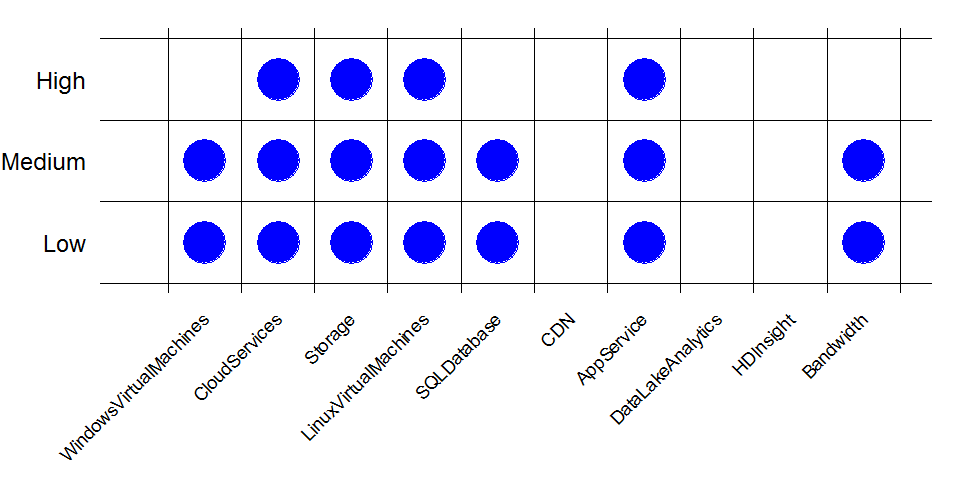 High
Medium
Low
WindowsVirtualMachines
CloudServices
Storage
LinuxVirtualMachines
SQLDatabase
CDN
AppService
DataLakeAnalytics
HDInsight
Bandwidth